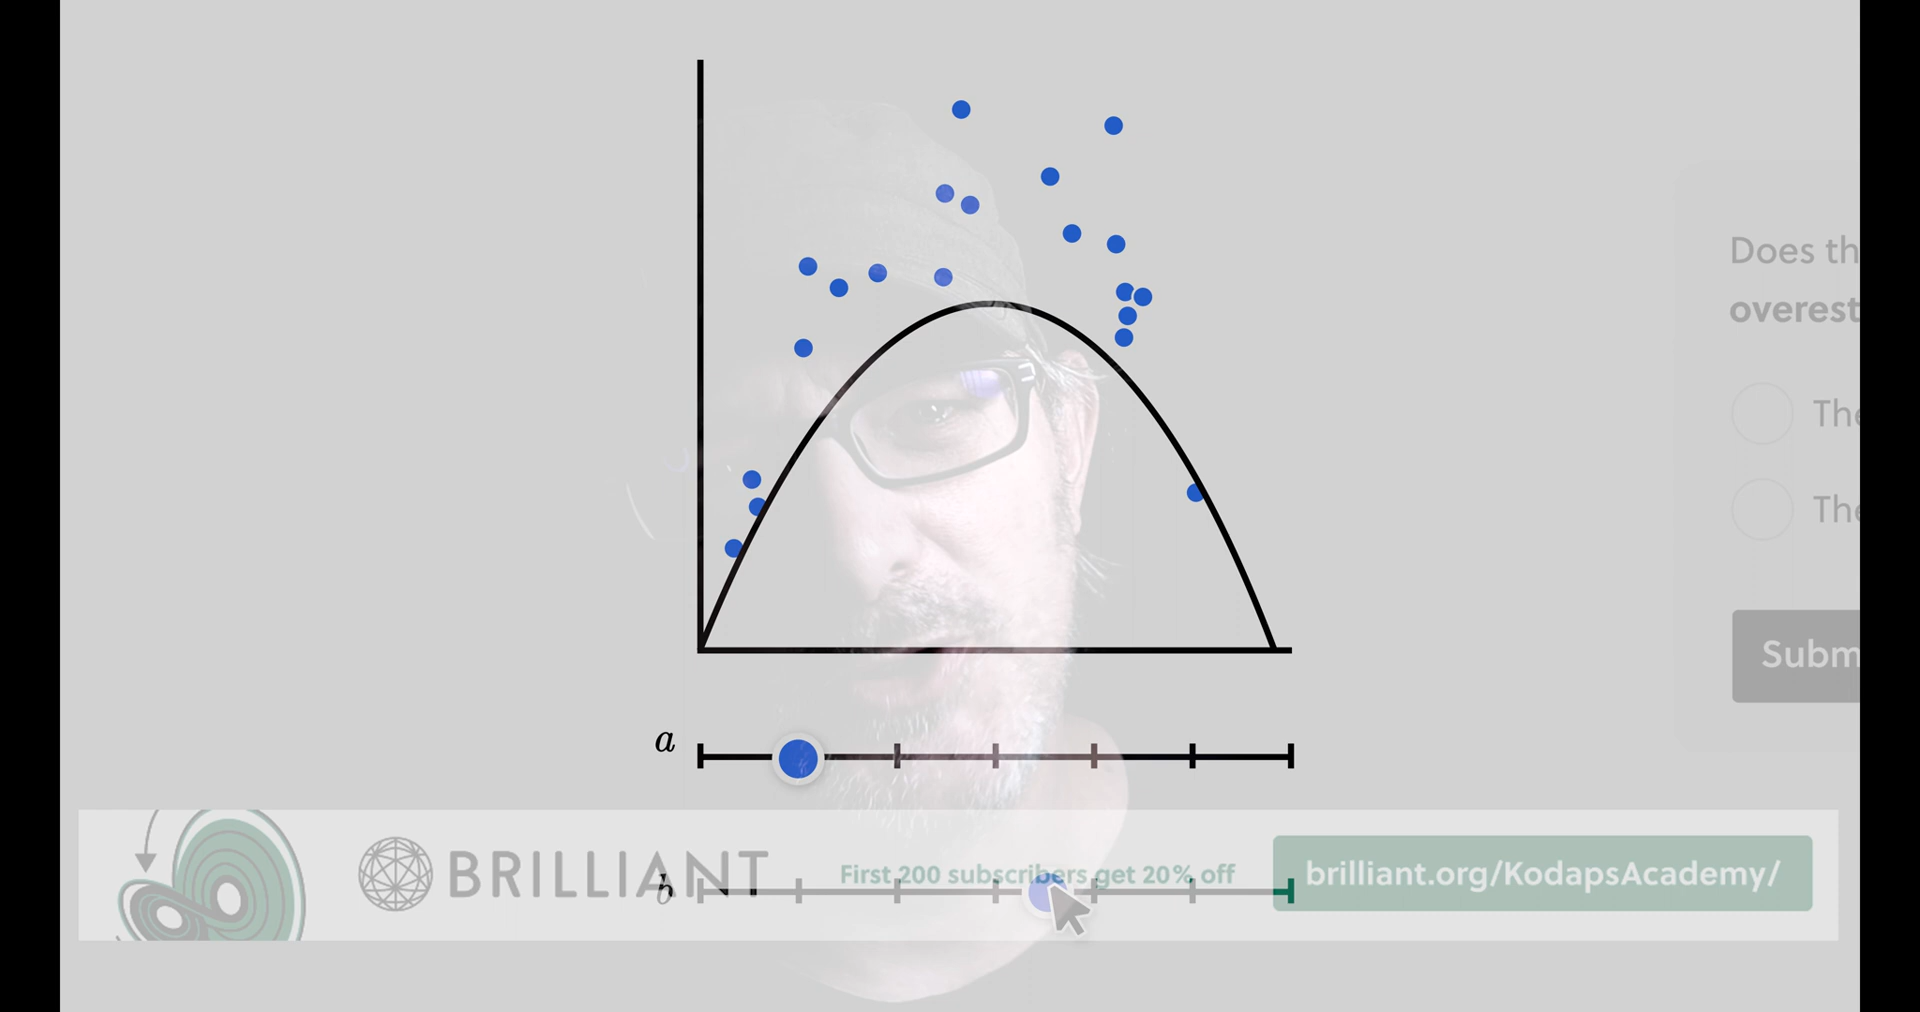 Does th
overest
The
The
Subm
a
b
BRILLIANT
First 200 subscribers get 20% off
brilliant.org/KodapsAcademy/